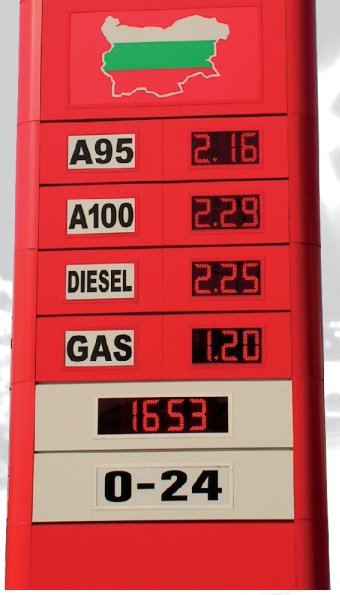 A95 2.16
A100 2.29
DIESEL 2.25
GAS 1.20
1653
0-24